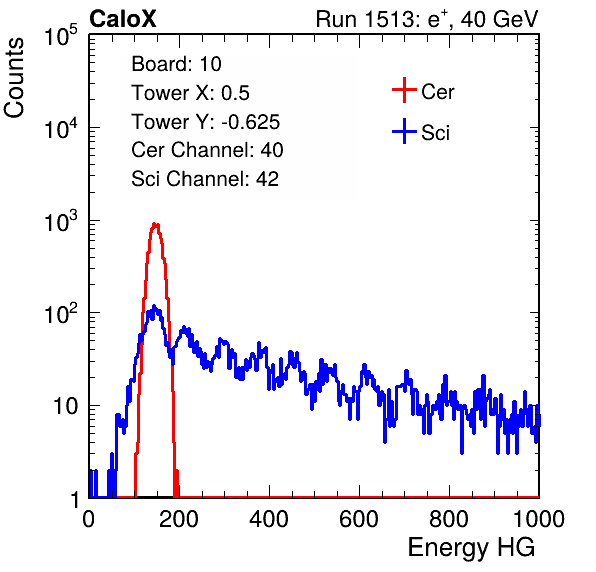 CaloX Run 1513: e+, 40 GeV
Counts
Board: 10
Tower X: 0.5
Tower Y: -0.625
Cer Channel: 40
Sci Channel: 42
Cer
Sci
10^5
10^4
10^3
10^2
10
1
0 200 400 600 800 1000
Energy HG